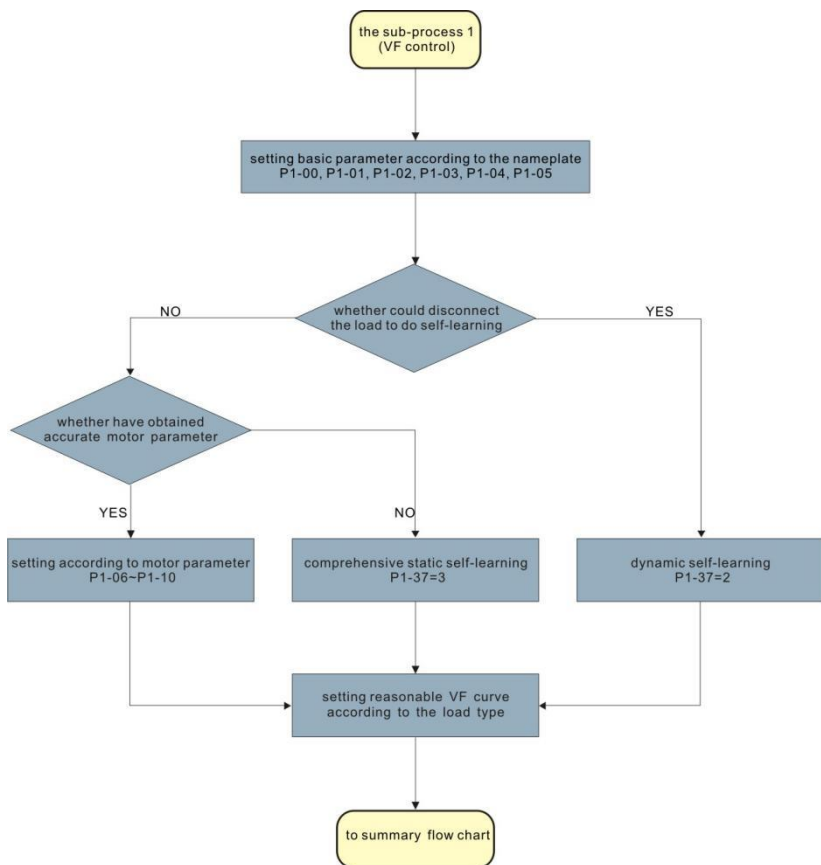 the sub-process 1
(VF control)
setting basic parameter according to the nameplate
P1-00, P1-01, P1-02, P1-03, P1-04, P1-05
whether could disconnect
the load to do self-learning
NO
YES
whether have obtained
accurate motor parameter
YES
NO
setting according to motor parameter
P1-06~P1-10
comprehensive static self-learning
P1-37=3
dynamic self-learning
P1-37=2
setting reasonable VF curve
according to the load type
to summary flow chart